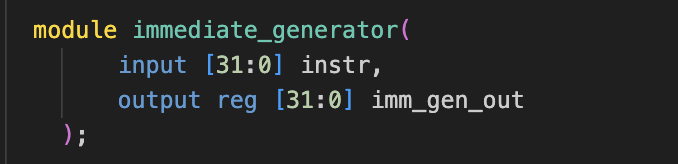 module immediate_generator(
input [31:0] instr,
output reg [31:0] imm_gen_out
);